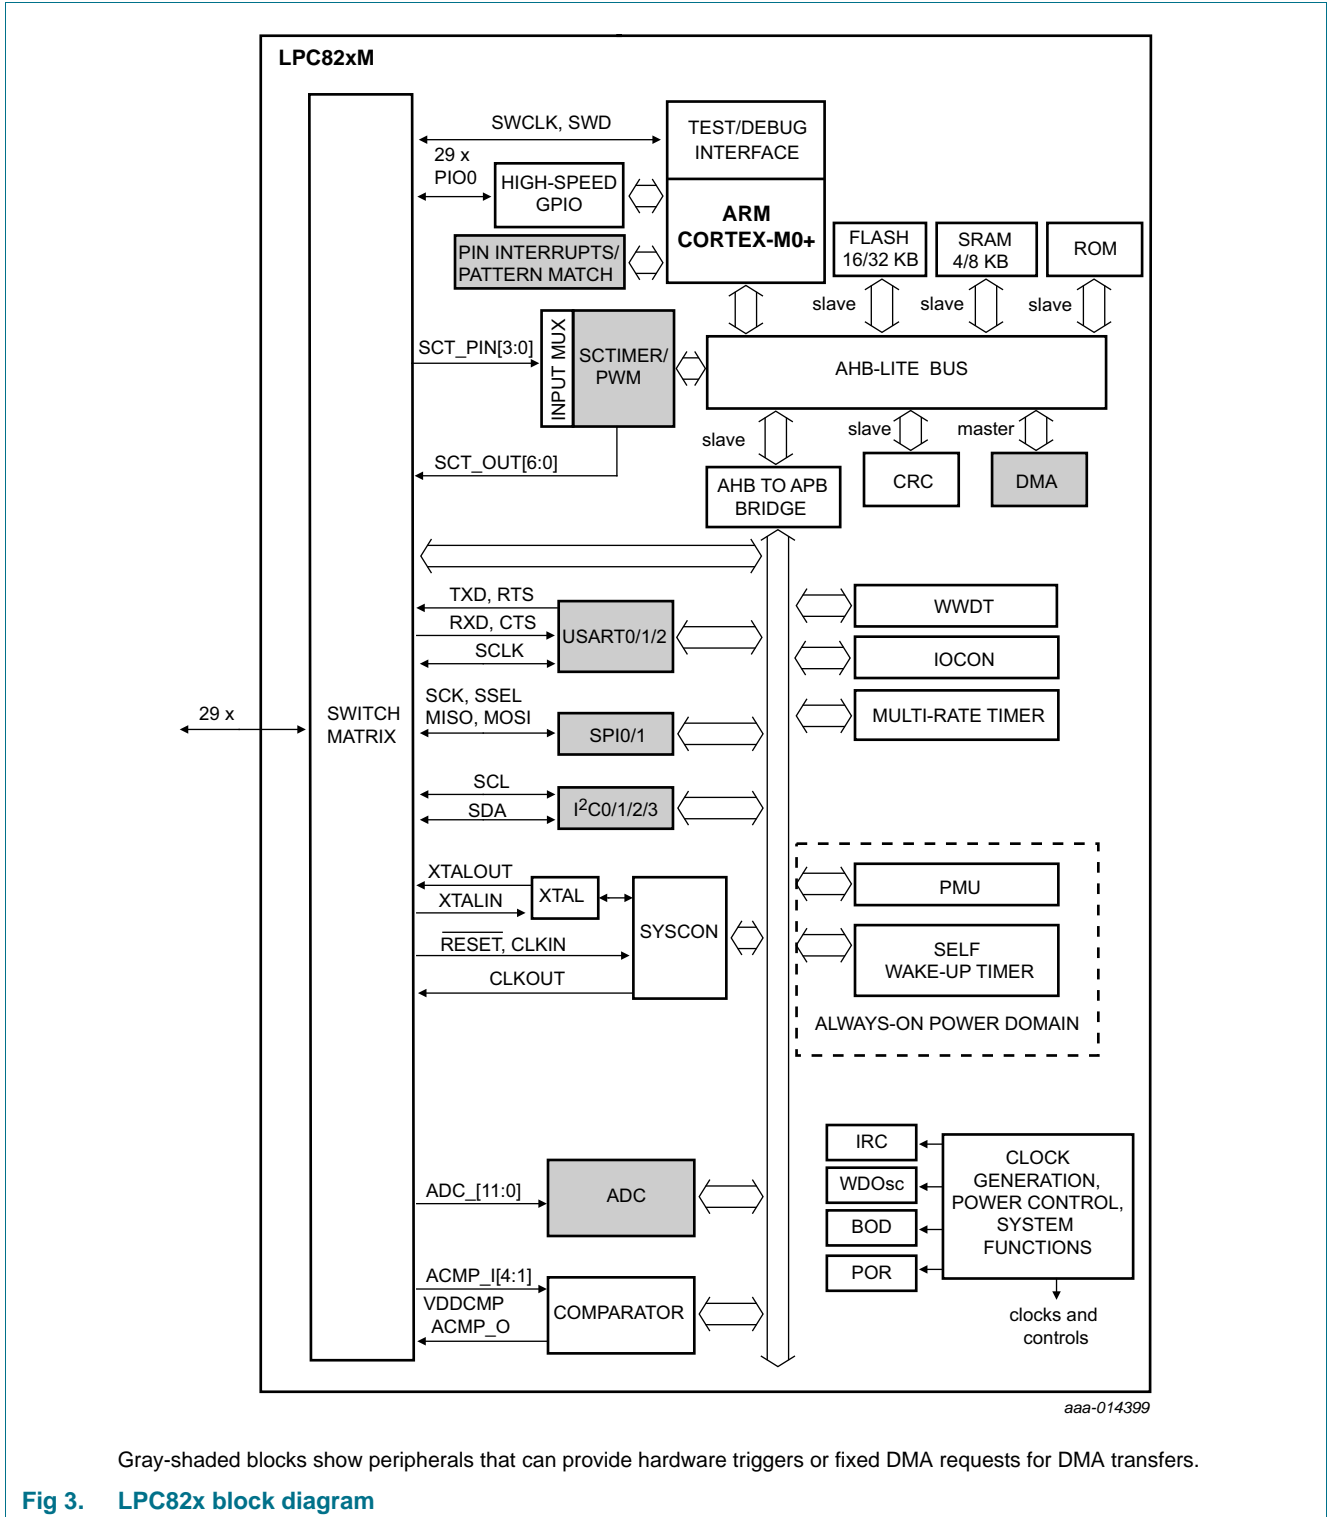 LPC82xM
SWCLK, SWD
TEST/DEBUG
INTERFACE
29 x
PIO0
HIGH-SPEED
GPIO
ARM
CORTEX-M0+
PIN INTERRUPTS/
PATTERN MATCH
FLASH
16/32 KB
SRAM
4/8 KB
ROM
slave
slave
slave
SCT_PIN[3:0]
INPUT MUX
SCTIMER/
PWM
AHB-LITE BUS
SCT_OUT[6:0]
slave
slave
master
AHB TO APB
BRIDGE
CRC
DMA
TXD, RTS
RXD, CTS
SCLK
USART0/1/2
WWDT
IOCON
MULTI-RATE TIMER
29 x
SWITCH
MATRIX
SCK, SSEL
MISO, MOSI
SPI0/1
SCL
SDA
I²C0/1/2/3
XTALOUT
XTALIN
XTAL
RESET, CLKIN
CLKOUT
SYSCON
PMU
SELF
WAKE-UP TIMER
ALWAYS-ON POWER DOMAIN
ADC_[11:0]
ADC
ACMP_I[4:1]
VDDCMP
ACMP_O
COMPARATOR
IRC
WDOsc
BOD
POR
CLOCK
GENERATION,
POWER CONTROL,
SYSTEM
FUNCTIONS
clocks and
controls
aaa-014399
Gray-shaded blocks show peripherals that can provide hardware triggers or fixed DMA requests for DMA transfers.
Fig 3. LPC82x block diagram